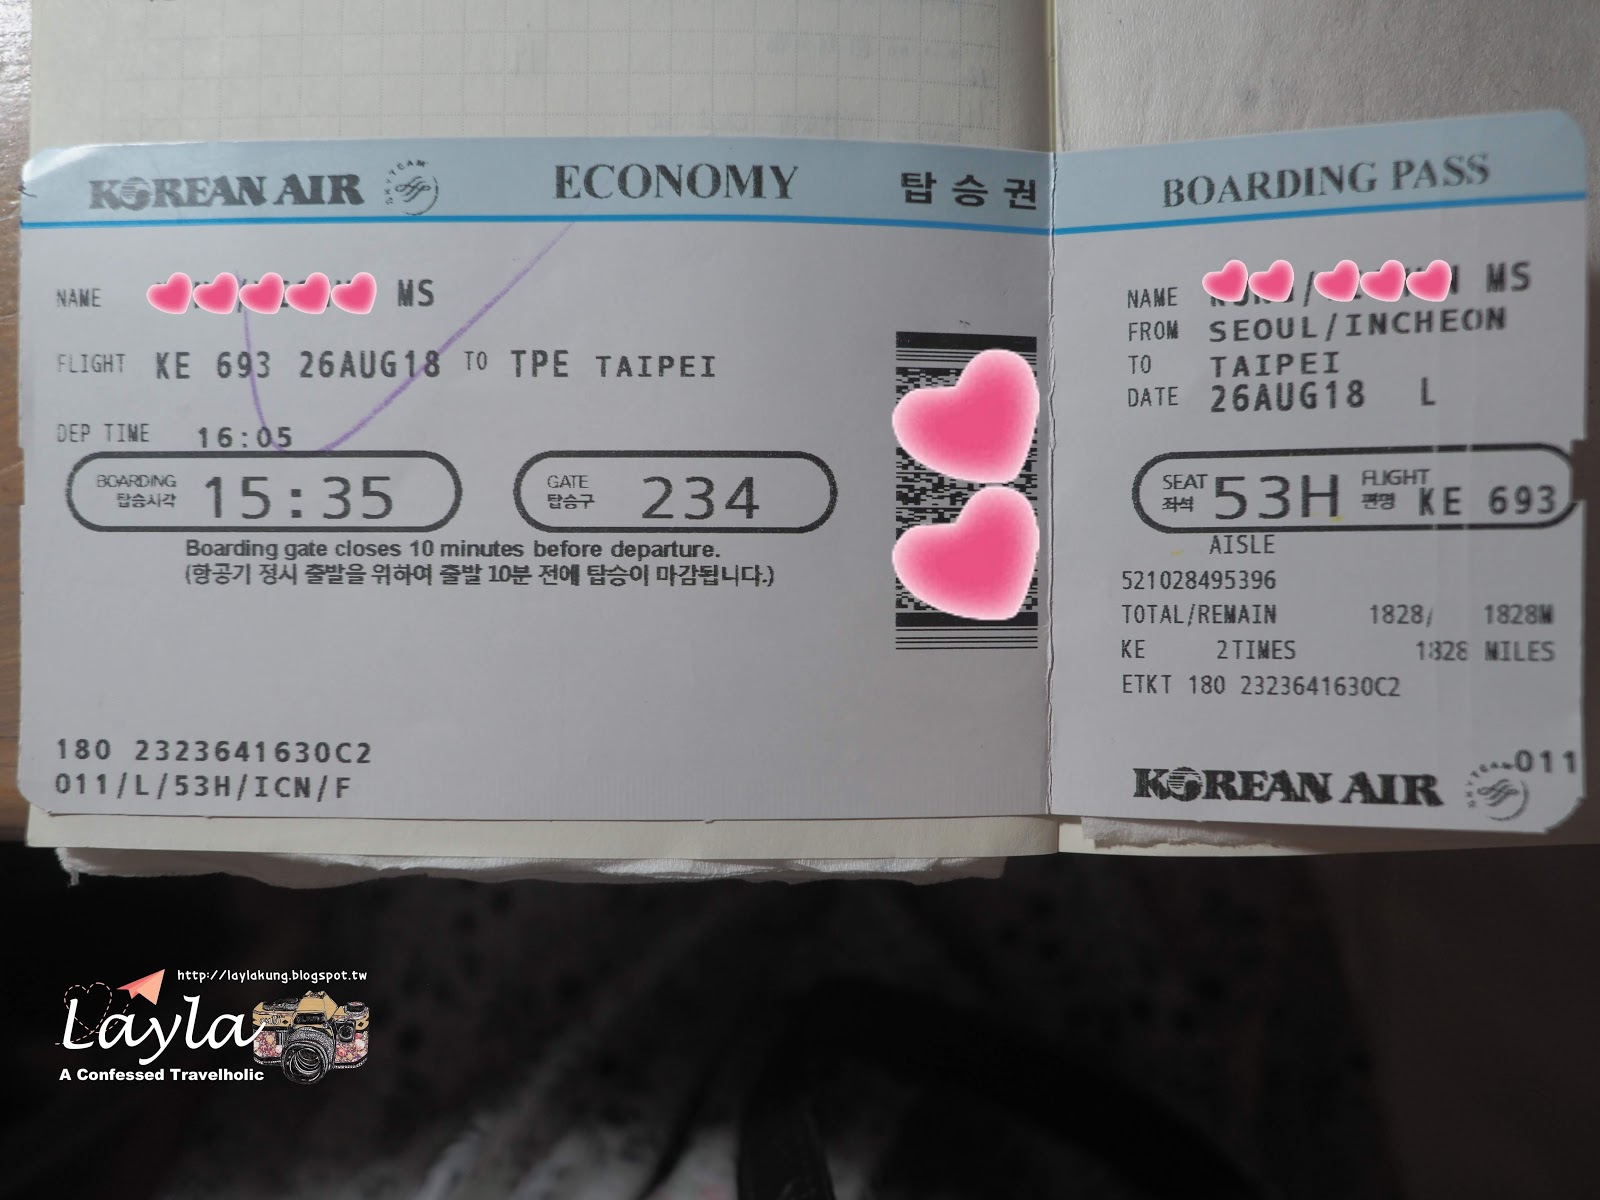 KOREAN AIR SKYTEAM ECONOMY 탑승권
NAME MS
FLIGHT KE 693 26AUG18 TO TPE TAIPEI
DEP TIME 16:05
BOARDING 탑승시각 15:35 GATE 탑승구 234
Boarding gate closes 10 minutes before departure.
(항공기 정시 출발을 위하여 출발 10분 전에 탑승이 마감됩니다.)
180 2323641630C2
011/L/53H/ICN/F
BOARDING PASS
NAME MS
FROM SEOUL/INCHEON
TO TAIPEI
DATE 26AUG18 L
SEAT 좌석 53H FLIGHT 편명 KE 693
AISLE
521028495396
TOTAL/REMAIN 1828/ 1828M
KE 2TIMES 1828 MILES
ETKT 180 2323641630C2
011
KOREAN AIR SKYTEAM
http://laylakung.blogspot.tw
Layla
A Confessed Travelholic